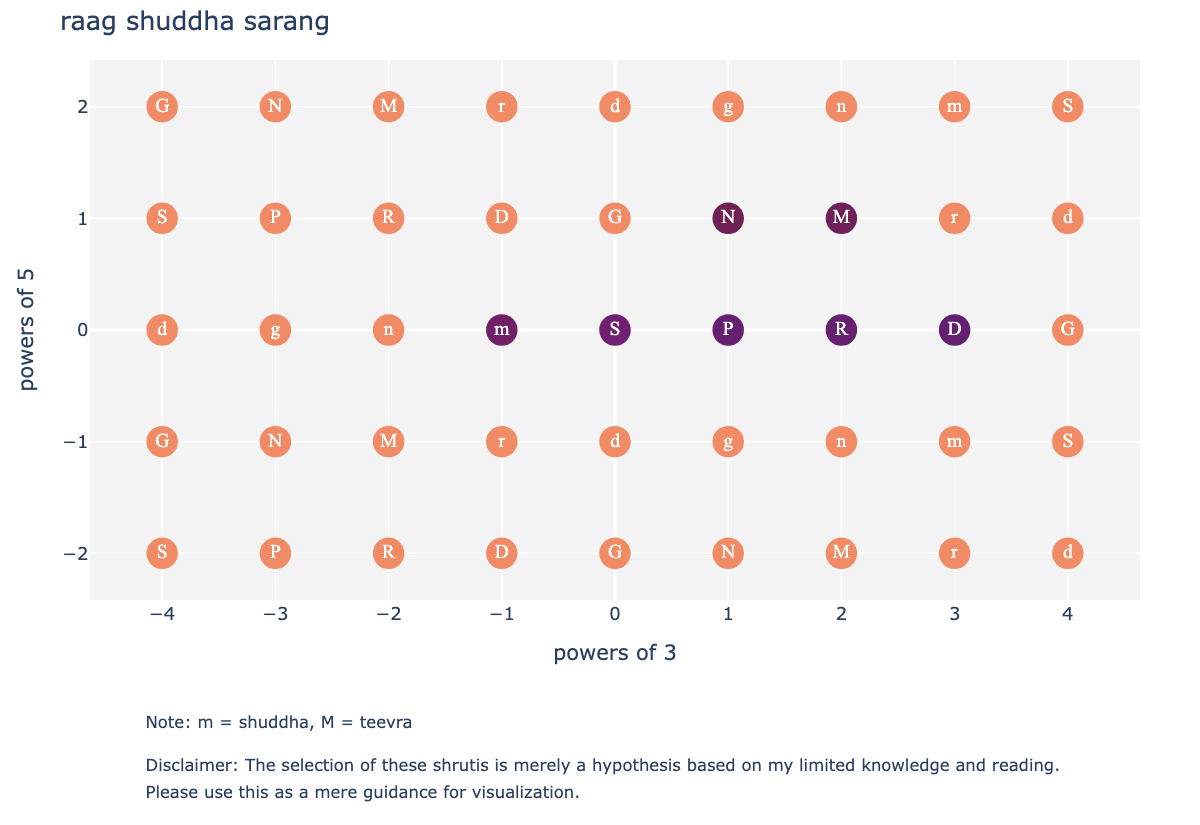 raag shuddha sarang
2 G N M r d g n m S
1 S P R D G N M r d
0 d g n m S P R D G
−1 G N M r d g n m S
−2 S P R D G N M r d
−4 −3 −2 −1 0 1 2 3 4
powers of 5
powers of 3
Note: m = shuddha, M = teevra
Disclaimer: The selection of these shrutis is merely a hypothesis based on my limited knowledge and reading.
Please use this as a mere guidance for visualization.